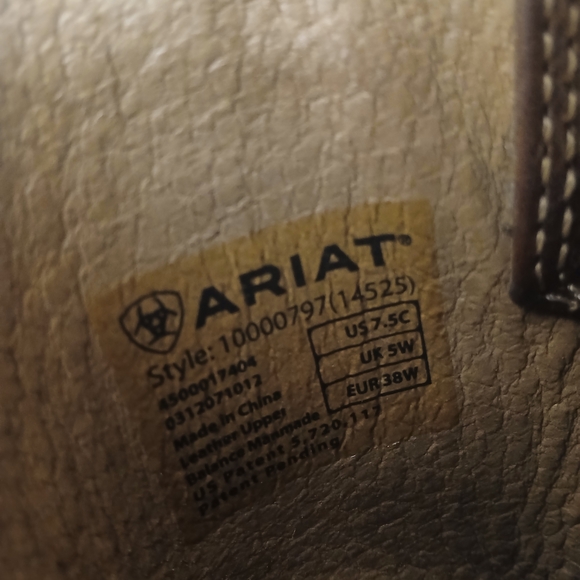 ARIAT®
Style: 10000797(14525)
4500017404
0312071012
Made in China
Leather Upper
Balance Manmade
US Patent 5,720,117
Patent Pending
US 7.5C
UK 5W
EUR 38W